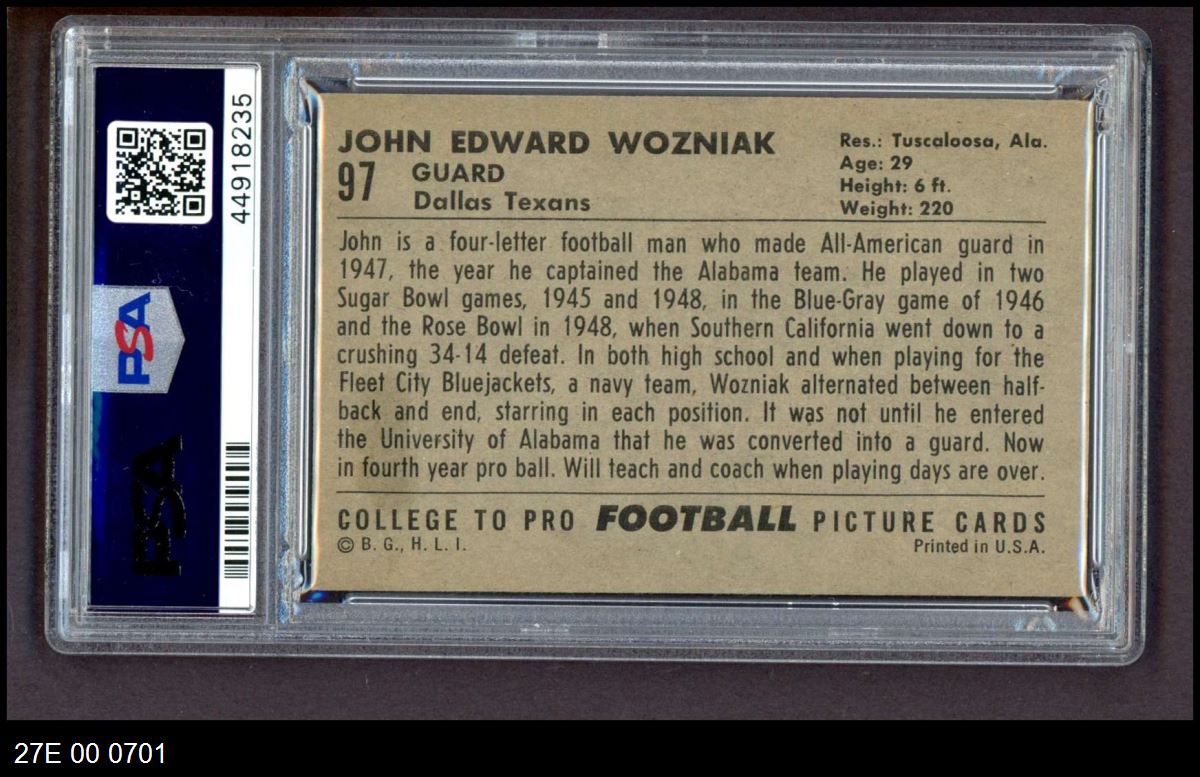 44918235
PSA
PSA
JOHN EDWARD WOZNIAK
97 GUARD
Dallas Texans
Res.: Tuscaloosa, Ala.
Age: 29
Height: 6 ft.
Weight: 220
John is a four-letter football man who made All-American guard in
1947, the year he captained the Alabama team. He played in two
Sugar Bowl games, 1945 and 1948, in the Blue-Gray game of 1946
and the Rose Bowl in 1948, when Southern California went down to a
crushing 34-14 defeat. In both high school and when playing for the
Fleet City Bluejackets, a navy team, Wozniak alternated between half-
back and end, starring in each position. It was not until he entered
the University of Alabama that he was converted into a guard. Now
in fourth year pro ball. Will teach and coach when playing days are over.
COLLEGE TO PRO FOOTBALL PICTURE CARDS
© B. G., H. L. I.
Printed in U.S.A.
27E 00 0701